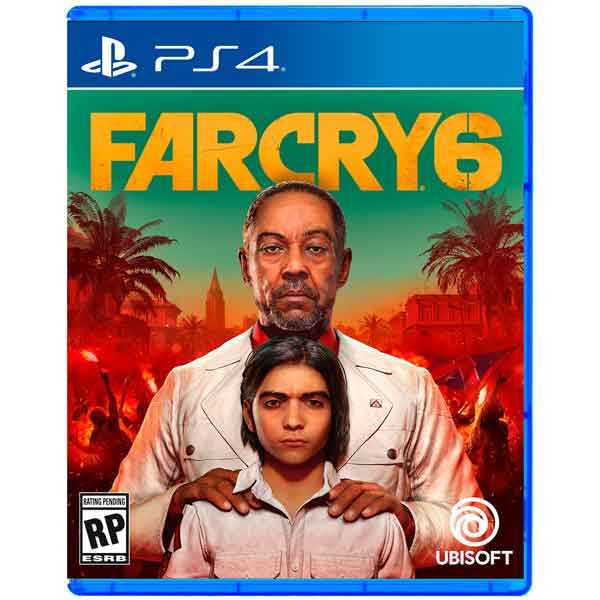 PS4
FARCRY6
RATING PENDING
RP
ESRB
UBISOFT